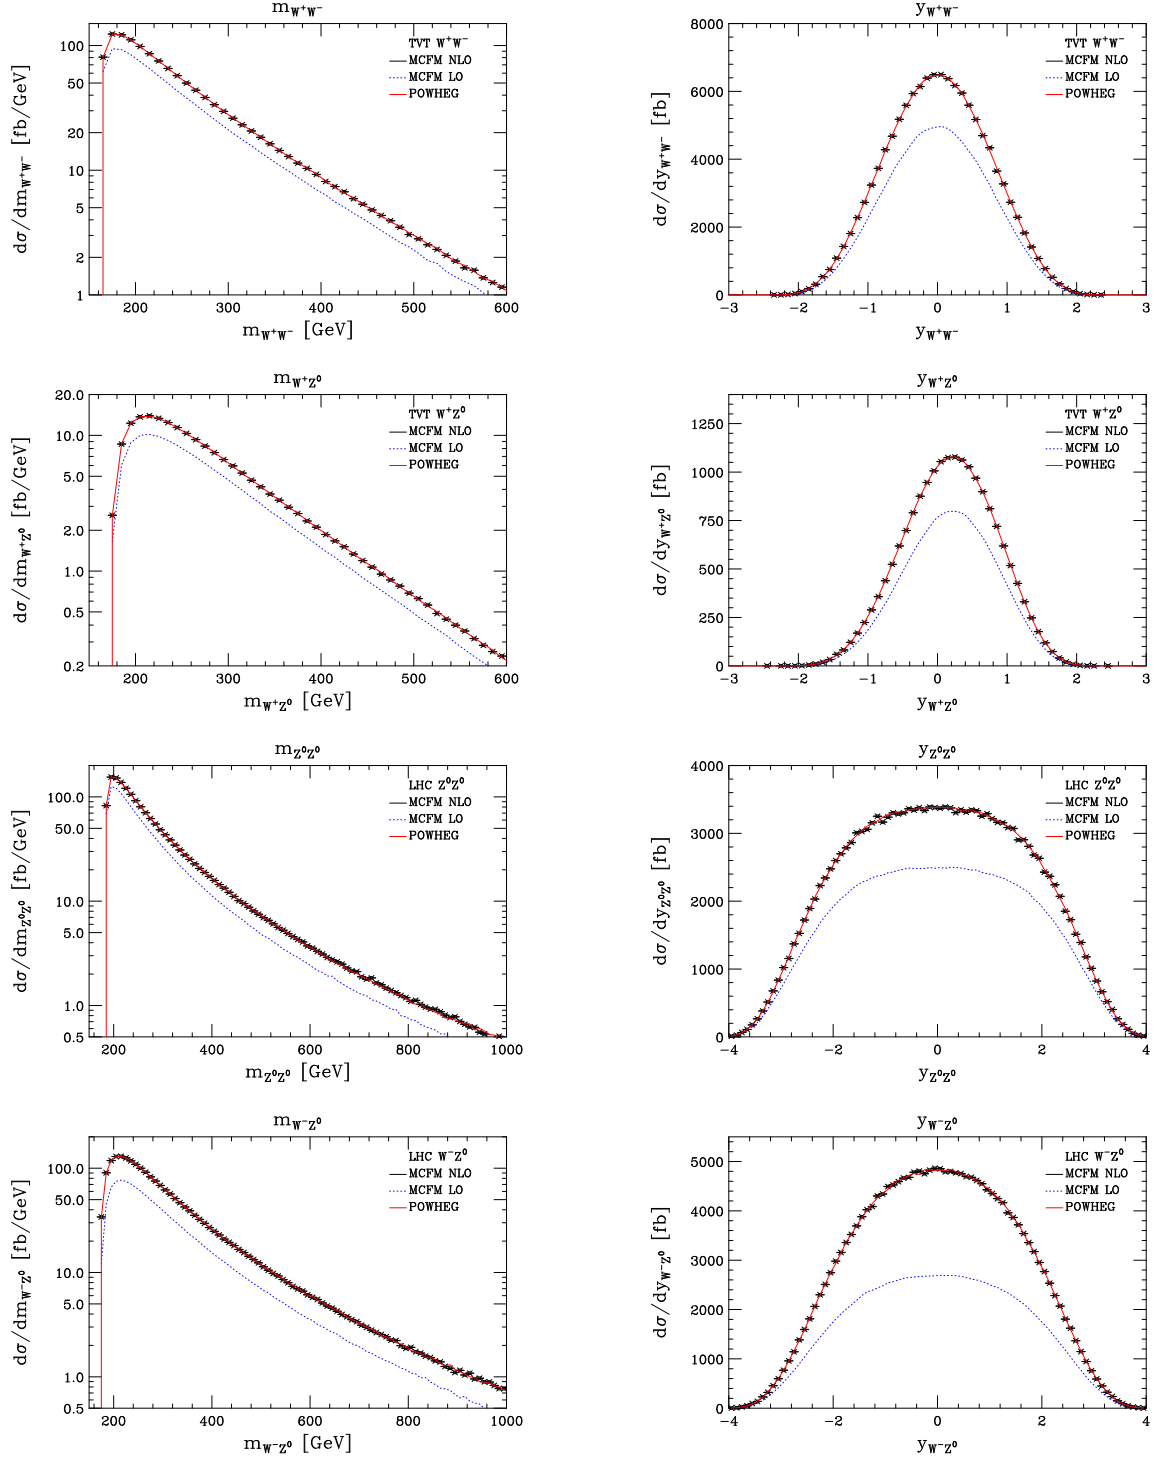 m_{W⁺W⁻}
TVT W⁺W⁻
MCFM NLO
MCFM LO
POWHEG
dσ/dm_{W⁺W⁻} [fb/GeV]
100
50
20
10
5
2
1
200 300 400 500 600
m_{W⁺W⁻} [GeV]
y_{W⁺W⁻}
TVT W⁺W⁻
MCFM NLO
MCFM LO
POWHEG
dσ/dy_{W⁺W⁻} [fb]
8000
6000
4000
2000
0
−3 −2 −1 0 1 2 3
y_{W⁺W⁻}
m_{W⁺Z⁰}
TVT W⁺Z⁰
MCFM NLO
MCFM LO
POWHEG
dσ/dm_{W⁺Z⁰} [fb/GeV]
20.0
10.0
5.0
2.0
1.0
0.5
0.2
200 300 400 500 600
m_{W⁺Z⁰} [GeV]
y_{W⁺Z⁰}
TVT W⁺Z⁰
MCFM NLO
MCFM LO
POWHEG
dσ/dy_{W⁺Z⁰} [fb]
1250
1000
750
500
250
0
−3 −2 −1 0 1 2 3
y_{W⁺Z⁰}
m_{Z⁰Z⁰}
LHC Z⁰Z⁰
MCFM NLO
MCFM LO
POWHEG
dσ/dm_{Z⁰Z⁰} [fb/GeV]
100.0
50.0
10.0
5.0
1.0
0.5
200 400 600 800 1000
m_{Z⁰Z⁰} [GeV]
y_{Z⁰Z⁰}
LHC Z⁰Z⁰
MCFM NLO
MCFM LO
POWHEG
dσ/dy_{Z⁰Z⁰} [fb]
4000
3000
2000
1000
0
−4 −2 0 2 4
y_{Z⁰Z⁰}
m_{W⁻Z⁰}
LHC W⁻Z⁰
MCFM NLO
MCFM LO
POWHEG
dσ/dm_{W⁻Z⁰} [fb/GeV]
100.0
50.0
10.0
5.0
1.0
0.5
200 400 600 800 1000
m_{W⁻Z⁰} [GeV]
y_{W⁻Z⁰}
LHC W⁻Z⁰
MCFM NLO
MCFM LO
POWHEG
dσ/dy_{W⁻Z⁰} [fb]
5000
4000
3000
2000
1000
0
−4 −2 0 2 4
y_{W⁻Z⁰}